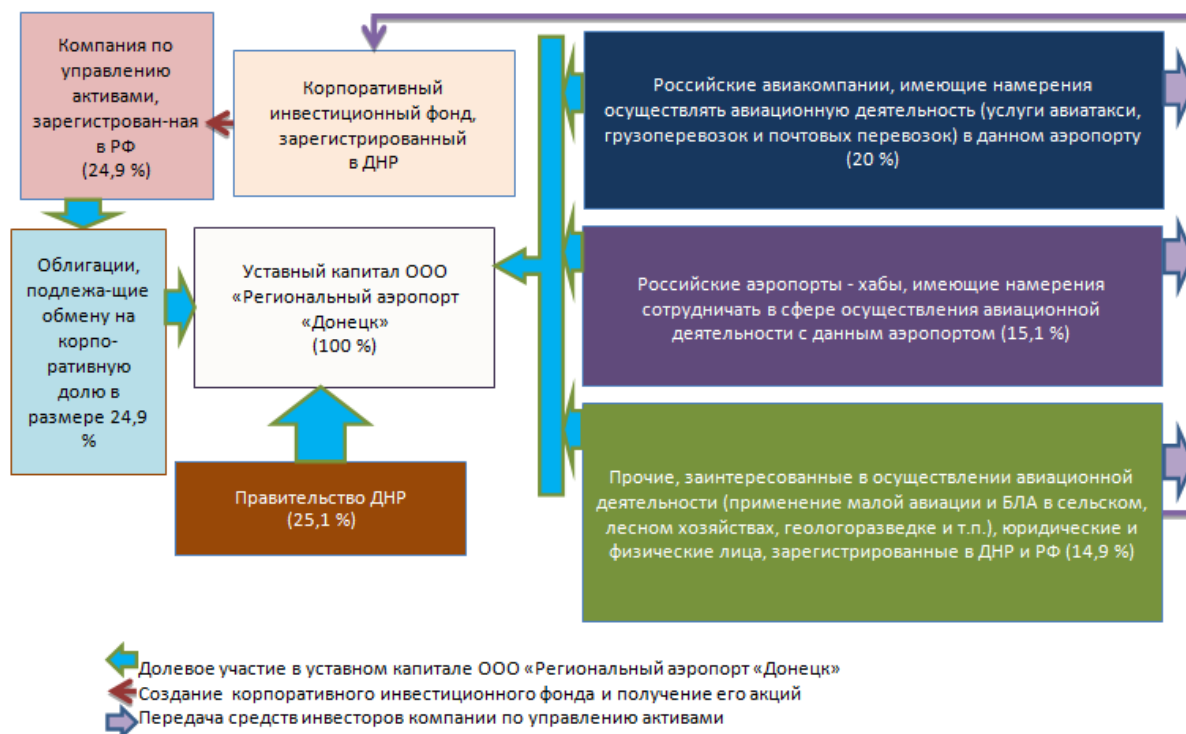 Компания по
управлению
активами,
зарегистрован-ная
в РФ
(24,9 %)
Корпоративный
инвестиционный фонд,
зарегистрированный
в ДНР
Российские авиакомпании, имеющие намерения
осуществлять авиационную деятельность (услуги авиатакси,
грузоперевозок и почтовых перевозок) в данном аэропорту
(20 %)
Облигации,
подлежа-щие
обмену на
корпо-
ративную
долю в
размере 24,9
%
Уставный капитал ООО
«Региональный аэропорт
«Донецк»
(100 %)
Российские аэропорты - хабы, имеющие намерения
сотрудничать в сфере осуществления авиационной
деятельности с данным аэропортом (15,1 %)
Правительство ДНР
(25,1 %)
Прочие, заинтересованные в осуществлении авиационной
деятельности (применение малой авиации и БЛА в сельском,
лесном хозяйствах, геологоразведке и т.п.), юридические и
физические лица, зарегистрированные в ДНР и РФ (14,9 %)
Долевое участие в уставном капитале ООО «Региональный аэропорт «Донецк»
Создание корпоративного инвестиционного фонда и получение его акций
Передача средств инвесторов компании по управлению активами